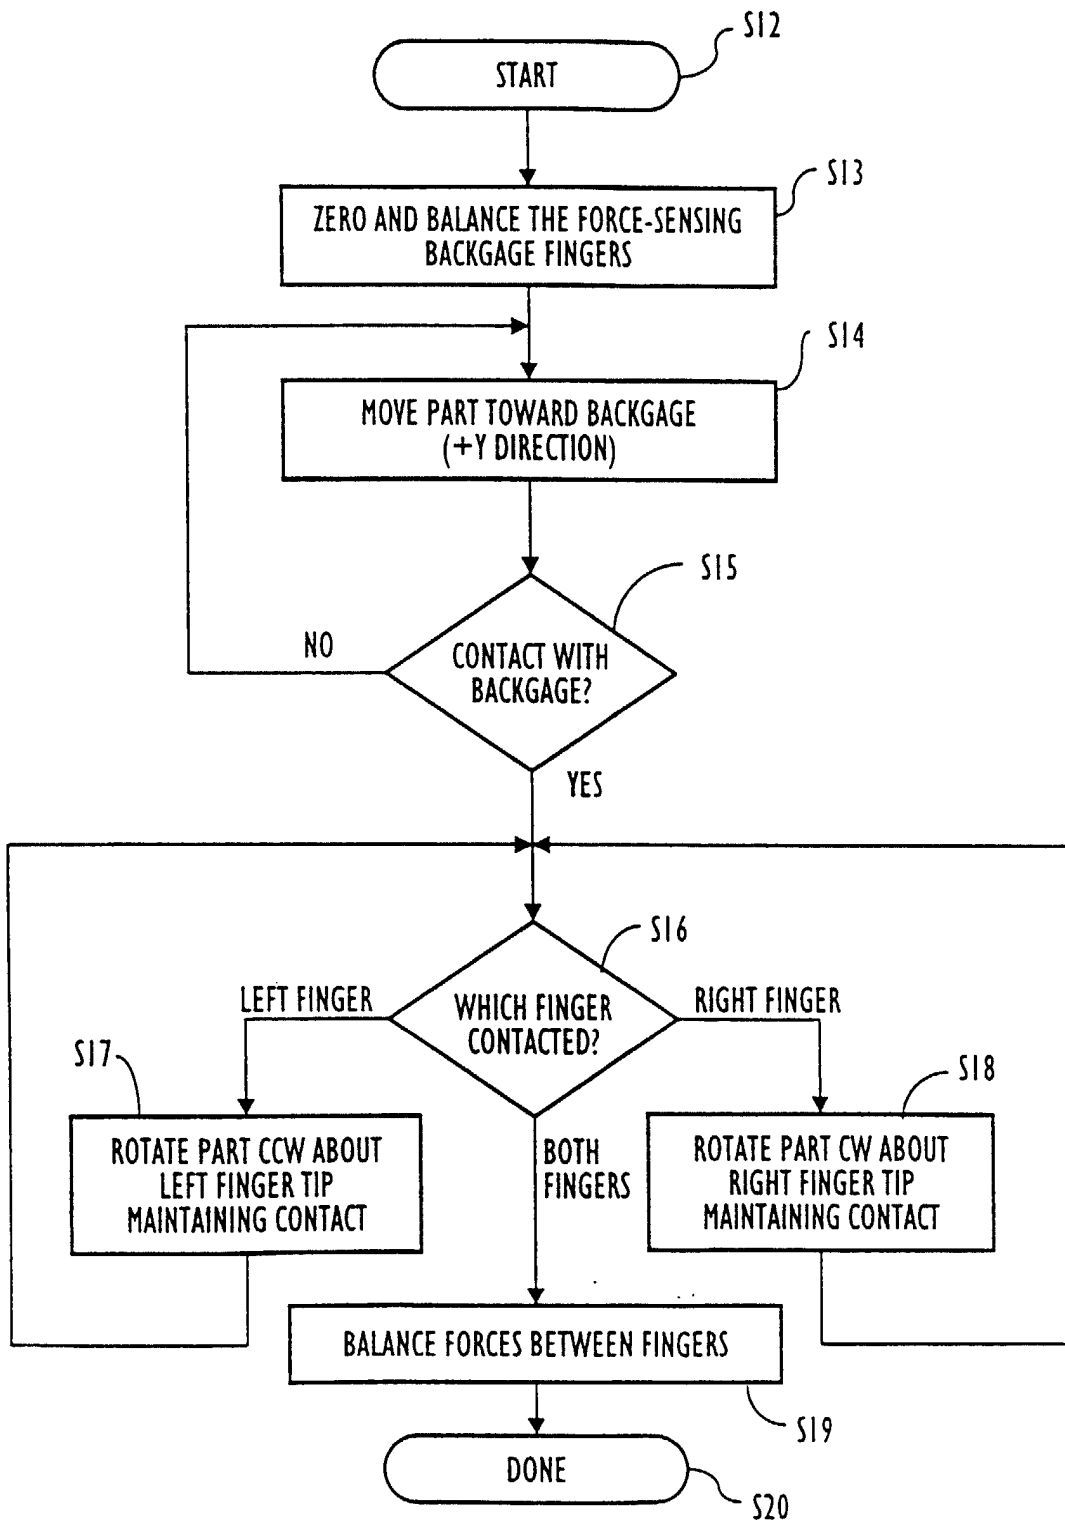 S12
START
S13
ZERO AND BALANCE THE FORCE-SENSING
BACKGAGE FINGERS
S14
MOVE PART TOWARD BACKGAGE
(+Y DIRECTION)
S15
CONTACT WITH
BACKGAGE?
NO
YES
S16
WHICH FINGER
CONTACTED?
LEFT FINGER
RIGHT FINGER
S17
ROTATE PART CCW ABOUT
LEFT FINGER TIP
MAINTAINING CONTACT
BOTH
FINGERS
S18
ROTATE PART CW ABOUT
RIGHT FINGER TIP
MAINTAINING CONTACT
BALANCE FORCES BETWEEN FINGERS
S19
DONE
S20